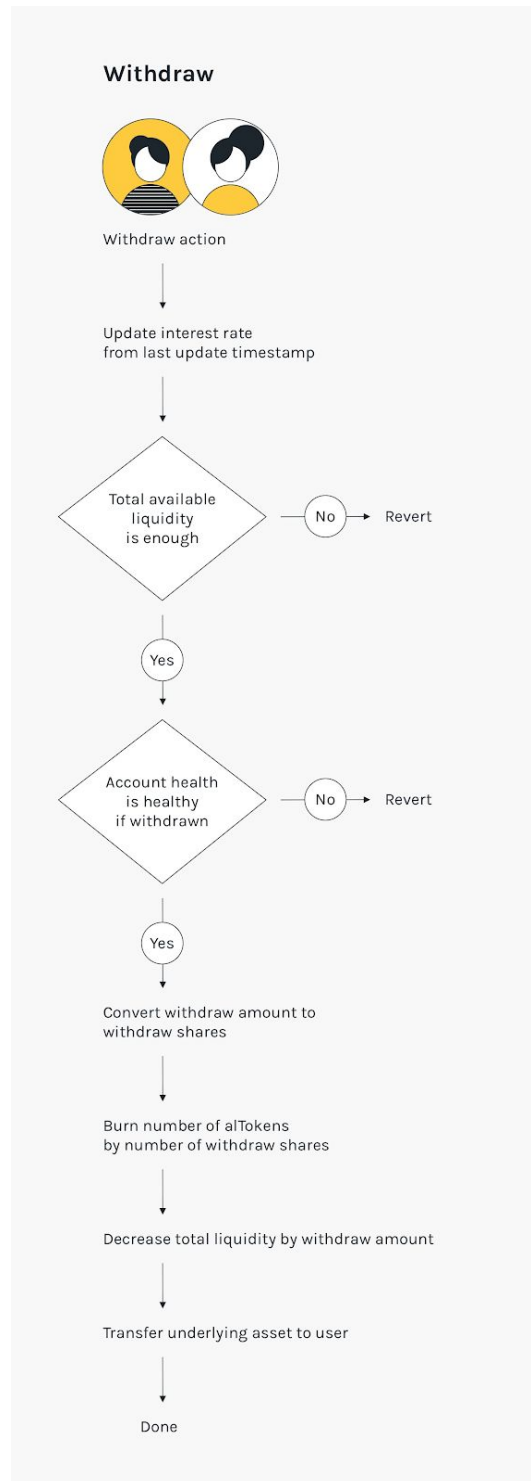 Withdraw
Withdraw action
Update interest rate
from last update timestamp
Total available
liquidity
is enough
No
Revert
Yes
Account health
is healthy
if withdrawn
No
Revert
Yes
Convert withdraw amount to
withdraw shares
Burn number of alTokens
by number of withdraw shares
Decrease total liquidity by withdraw amount
Transfer underlying asset to user
Done